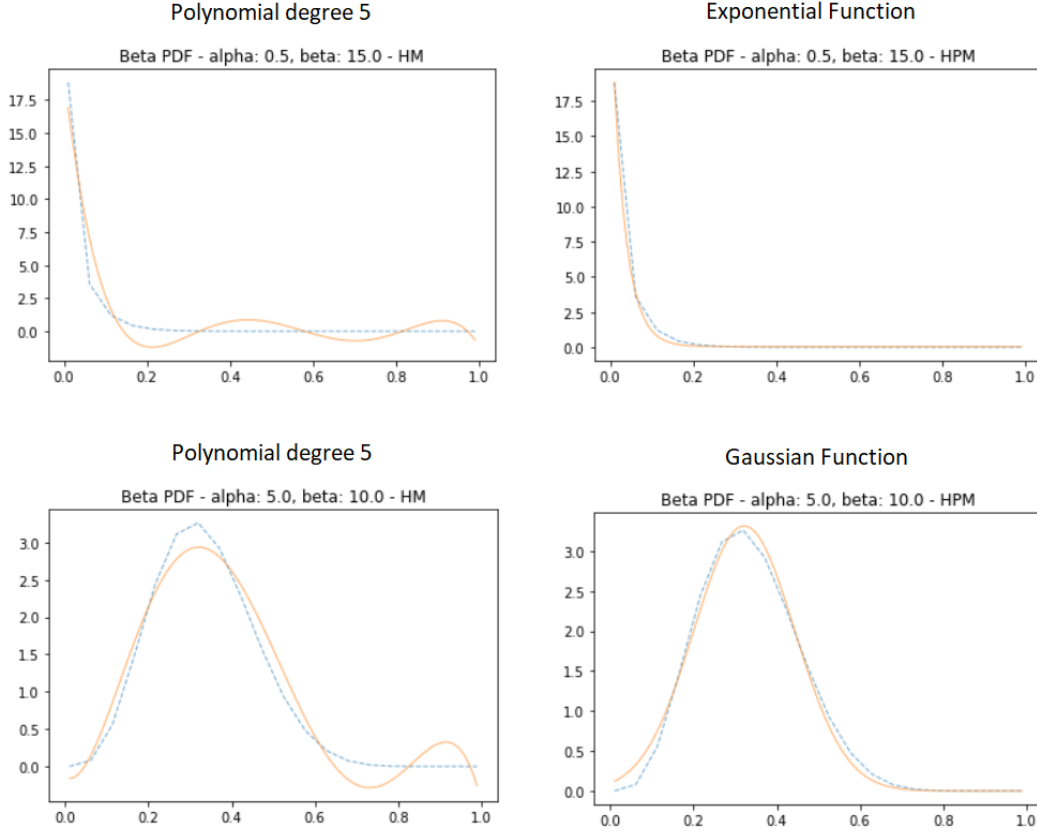 Polynomial degree 5
Exponential Function
Beta PDF - alpha: 0.5, beta: 15.0 - HM
Beta PDF - alpha: 0.5, beta: 15.0 - HPM
17.5
15.0
12.5
10.0
7.5
5.0
2.5
0.0
0.0 0.2 0.4 0.6 0.8 1.0
17.5
15.0
12.5
10.0
7.5
5.0
2.5
0.0
0.0 0.2 0.4 0.6 0.8 1.0
Polynomial degree 5
Gaussian Function
Beta PDF - alpha: 5.0, beta: 10.0 - HM
Beta PDF - alpha: 5.0, beta: 10.0 - HPM
3.0
2.5
2.0
1.5
1.0
0.5
0.0
0.0 0.2 0.4 0.6 0.8 1.0
3.0
2.5
2.0
1.5
1.0
0.5
0.0
0.0 0.2 0.4 0.6 0.8 1.0